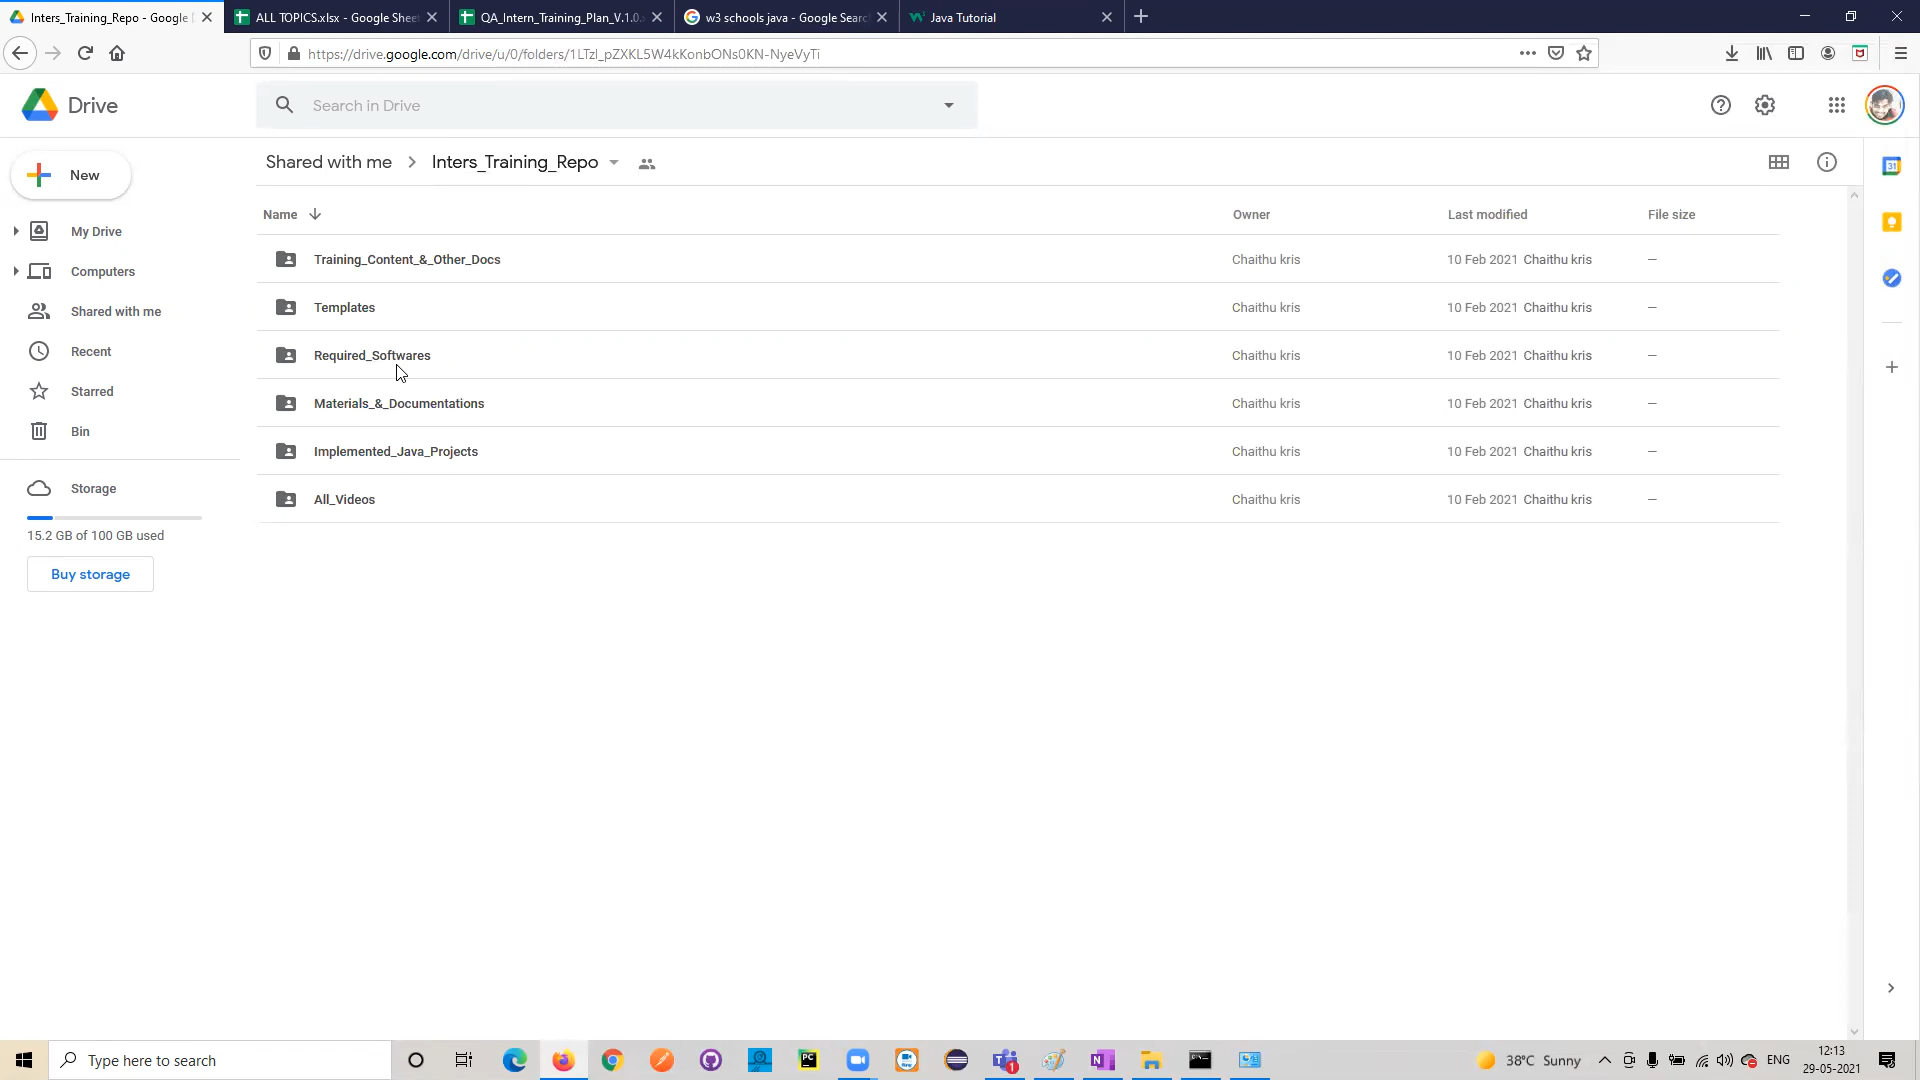 Inters_Training_Repo - Google
ALL TOPICS.xlsx - Google Shee
QA_Intern_Training_Plan_V.1.0.
w3 schools java - Google Searc
Java Tutorial
https://drive.google.com/drive/u/0/folders/1LTzl_pZXKL5W4kKonbONs0KN-NyeVyTi
Drive
Search in Drive
New
Shared with me
Inters_Training_Repo
Name
Owner
Last modified
File size
My Drive
Computers
Shared with me
Recent
Starred
Bin
Storage
15.2 GB of 100 GB used
Buy storage
Training_Content_&_Other_Docs Chaithu kris 10 Feb 2021 Chaithu kris —
Templates Chaithu kris 10 Feb 2021 Chaithu kris —
Required_Softwares Chaithu kris 10 Feb 2021 Chaithu kris —
Materials_&_Documentations Chaithu kris 10 Feb 2021 Chaithu kris —
Implemented_Java_Projects Chaithu kris 10 Feb 2021 Chaithu kris —
All_Videos Chaithu kris 10 Feb 2021 Chaithu kris —
31
Type here to search
PC
1
38°C Sunny
ENG
12:13
29-05-2021